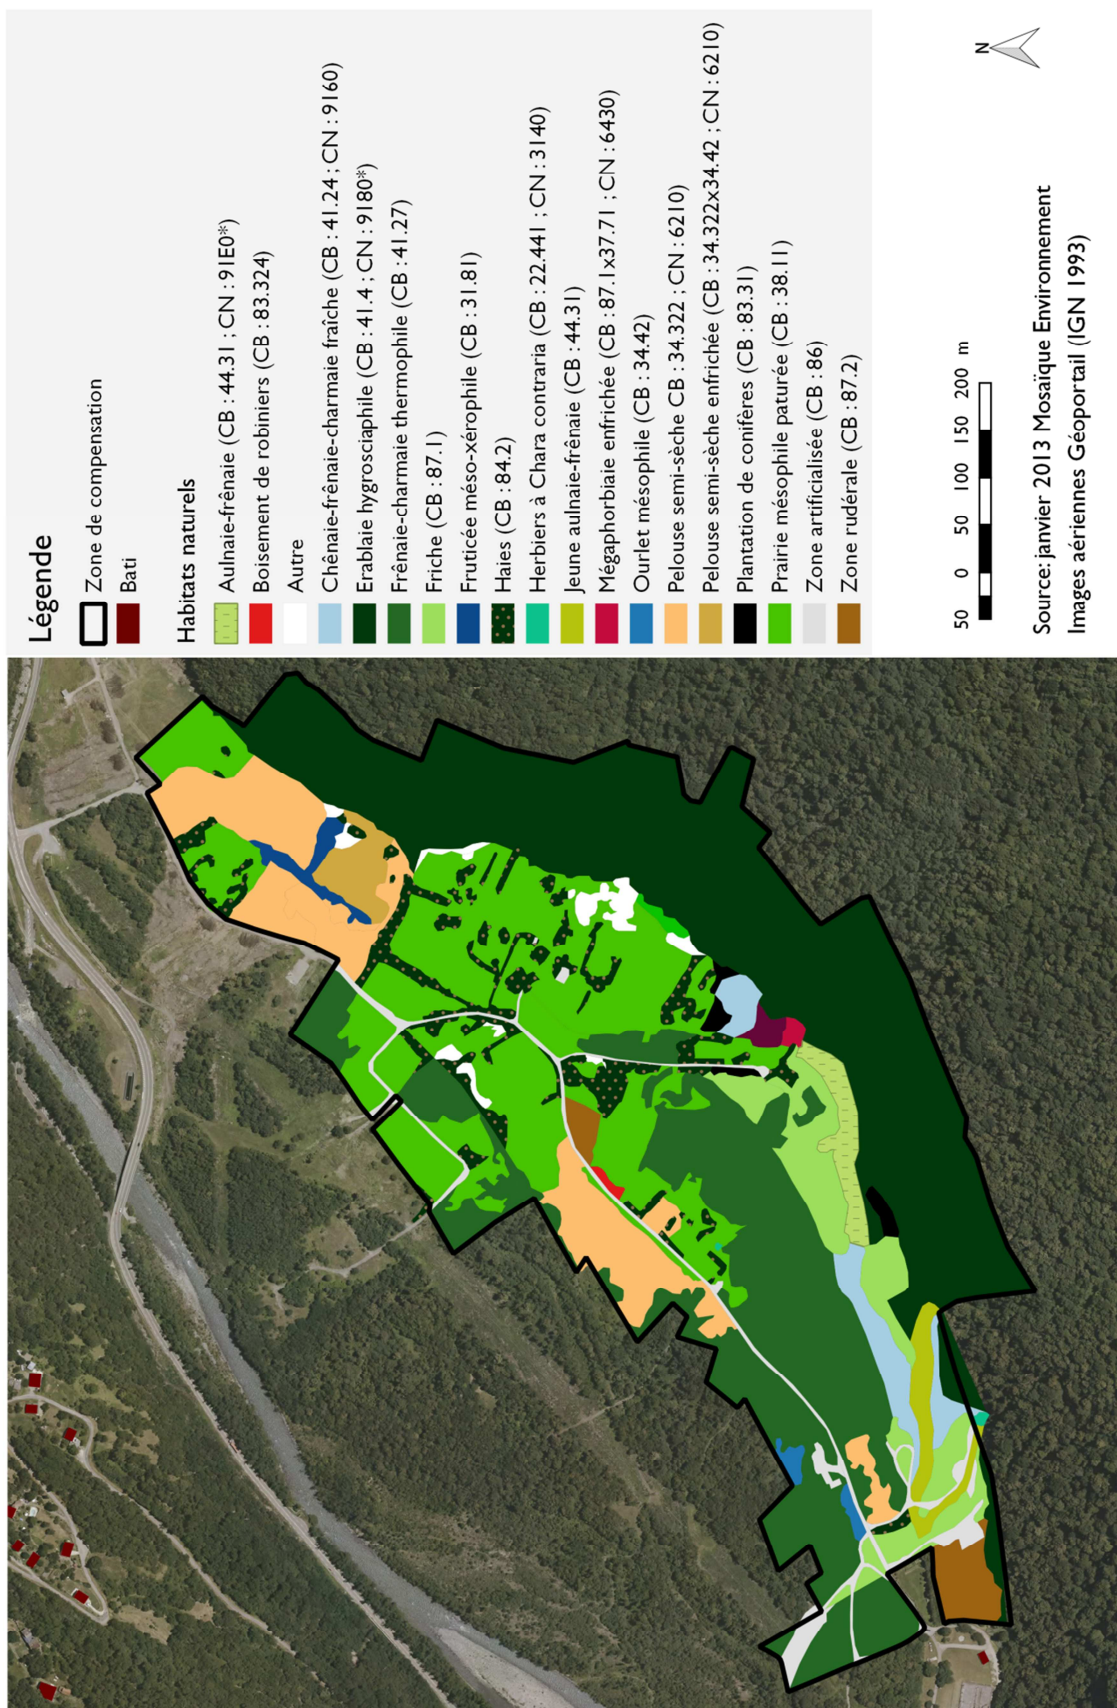 Légende
Zone de compensation
Bati
Habitats naturels
Aulnaie-frênaie (CB : 44.31 ; CN : 91E0*)
Boisement de robiniers (CB : 83.324)
Autre
Chênaie-frênaie-charmaie fraîche (CB : 41.24 ; CN : 9160)
Erablaie hygrosciaphile (CB : 41.4 ; CN : 9180*)
Frênaie-charmaie thermophile (CB : 41.27)
Friche (CB : 87.1)
Fruticée méso-xérophile (CB : 31.81)
Haies (CB : 84.2)
Herbiers à Chara contraria (CB : 22.441 ; CN : 3140)
Jeune aulnaie-frênaie (CB : 44.31)
Mégaphorbiaie enfrichée (CB : 87.1x37.71 ; CN : 6430)
Ourlet mésophile (CB : 34.42)
Pelouse semi-sèche CB : 34.322 ; CN : 6210)
Pelouse semi-sèche enfrichée (CB : 34.322x34.42 ; CN : 6210)
Plantation de conifères (CB : 83.31)
Prairie mésophile paturée (CB : 38.11)
Zone artificialisée (CB : 86)
Zone rudérale (CB : 87.2)
50 0 50 100 150 200 m
N
Source: janvier 2013 Mosaïque Environnement
Images aériennes Géoportail (IGN 1993)